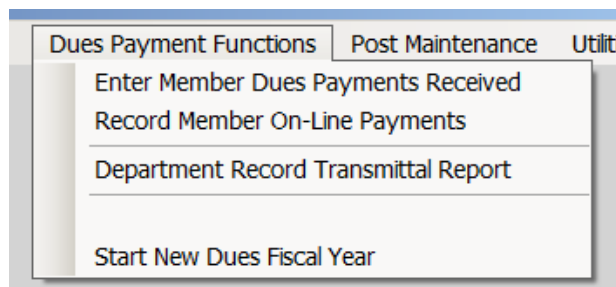 Dues Payment Functions Post Maintenance Utilit
Enter Member Dues Payments Received
Record Member On-Line Payments
Department Record Transmittal Report
Start New Dues Fiscal Year